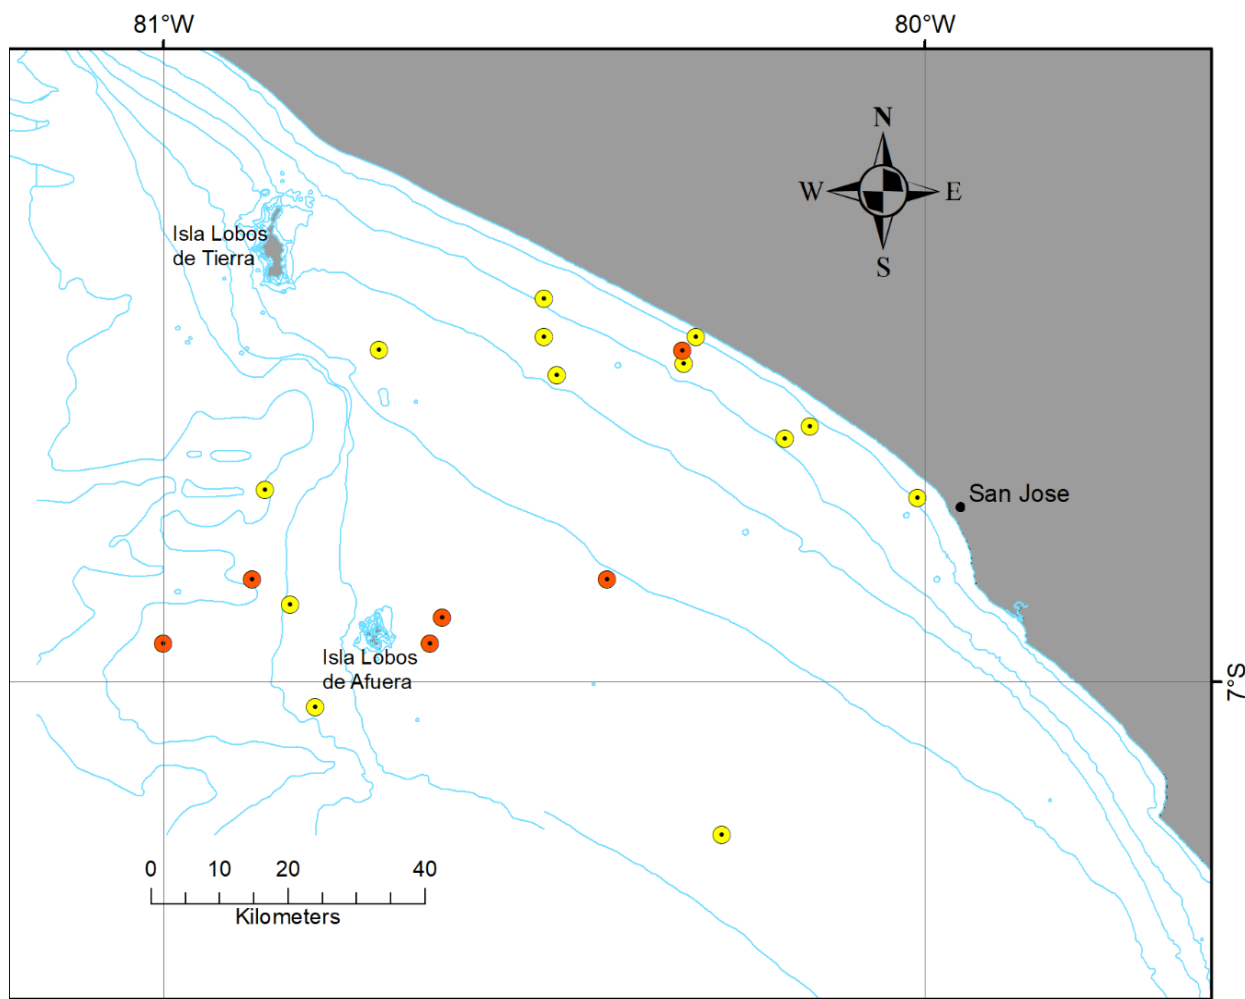 81°W
80°W
N
W
E
S
Isla Lobos
de Tierra
San Jose
Isla Lobos
de Afuera
7°S
0 10 20 40
Kilometers